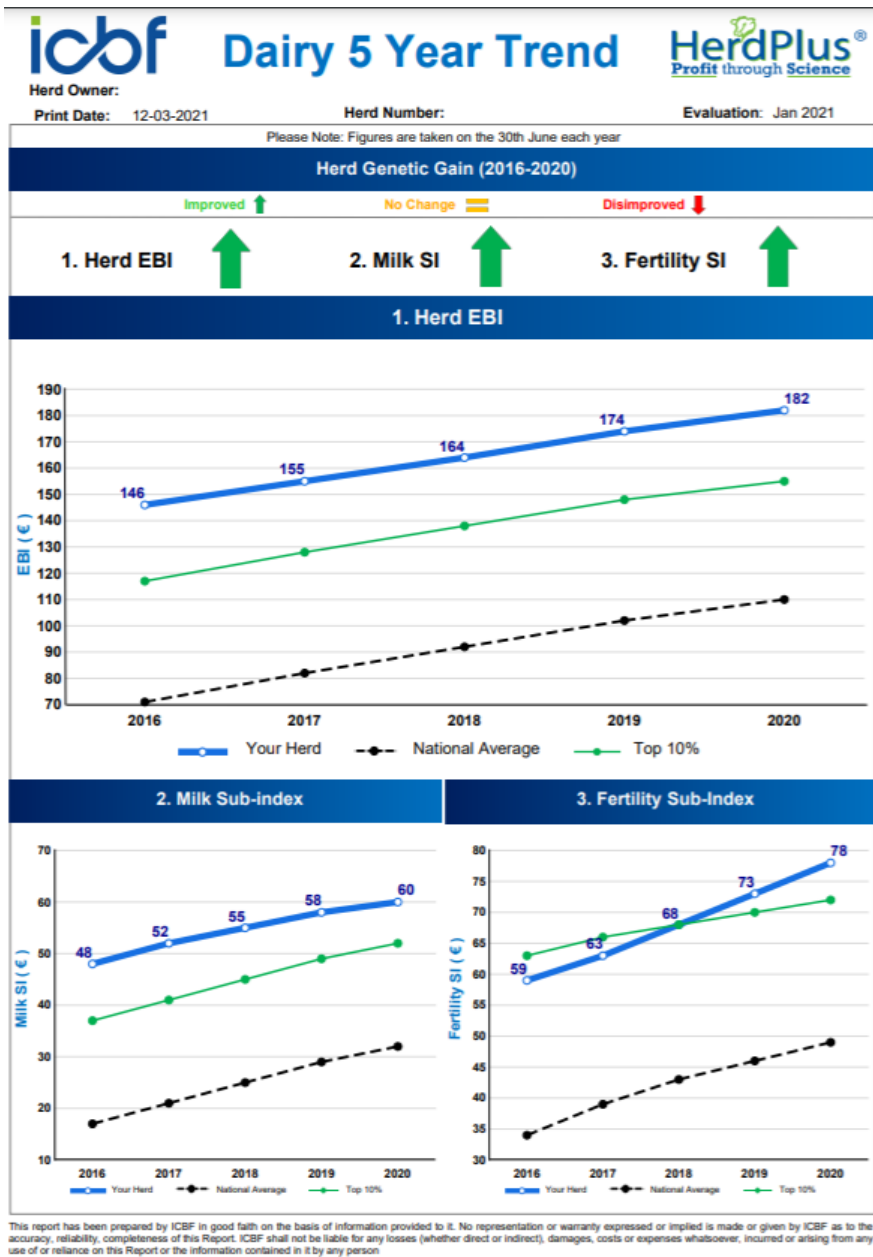 icbf
Dairy 5 Year Trend
HerdPlus®
Profit through Science
Herd Owner:
Print Date: 12-03-2021 Herd Number: Evaluation: Jan 2021
Please Note: Figures are taken on the 30th June each year
Herd Genetic Gain (2016-2020)
Improved No Change Disimproved
1. Herd EBI 2. Milk SI 3. Fertility SI
1. Herd EBI
190
180
170
160
150
140
130
120
110
100
90
80
70
EBI ( € )
146 155 164 174 182
2016 2017 2018 2019 2020
Your Herd National Average Top 10%
2. Milk Sub-index
70
60
50
40
30
20
10
Milk SI ( € )
48 52 55 58 60
2016 2017 2018 2019 2020
Your Herd National Average Top 10%
3. Fertility Sub-Index
80
75
70
65
60
55
50
45
40
35
30
Fertility SI ( € )
59 63 68 73 78
2016 2017 2018 2019 2020
Your Herd National Average Top 10%
This report has been prepared by ICBF in good faith on the basis of information provided to it. No representation or warranty expressed or implied is made or given by ICBF as to the
accuracy, reliability, completeness of this Report. ICBF shall not be liable for any losses (whether direct or indirect), damages, costs or expenses whatsoever, incurred or arising from any
use of or reliance on this Report or the information contained in it by any person